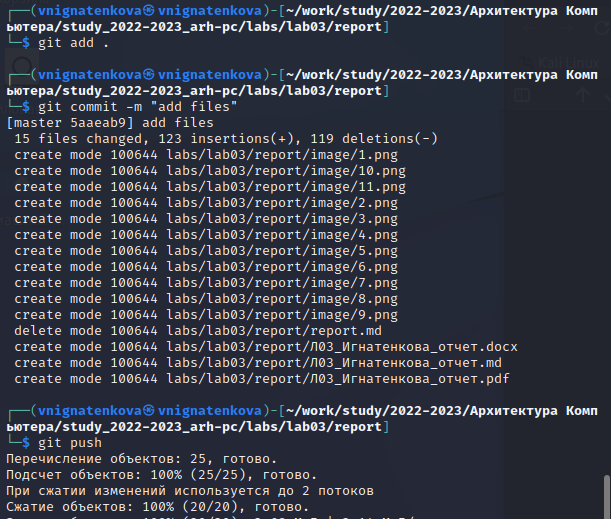 ┌──(vnignatenkova㉿vnignatenkova)-[~/work/study/2022-2023/Архитектура Комп
ьютера/study_2022-2023_arh-pc/labs/lab03/report]
└─$ git add .
┌──(vnignatenkova㉿vnignatenkova)-[~/work/study/2022-2023/Архитектура Комп
ьютера/study_2022-2023_arh-pc/labs/lab03/report]
└─$ git commit -m "add files"
[master 5aaeab9] add files
15 files changed, 123 insertions(+), 119 deletions(-)
create mode 100644 labs/lab03/report/image/1.png
create mode 100644 labs/lab03/report/image/10.png
create mode 100644 labs/lab03/report/image/11.png
create mode 100644 labs/lab03/report/image/2.png
create mode 100644 labs/lab03/report/image/3.png
create mode 100644 labs/lab03/report/image/4.png
create mode 100644 labs/lab03/report/image/5.png
create mode 100644 labs/lab03/report/image/6.png
create mode 100644 labs/lab03/report/image/7.png
create mode 100644 labs/lab03/report/image/8.png
create mode 100644 labs/lab03/report/image/9.png
delete mode 100644 labs/lab03/report/report.md
create mode 100644 labs/lab03/report/Л03_Игнатенкова_отчет.docx
create mode 100644 labs/lab03/report/Л03_Игнатенкова_отчет.md
create mode 100644 labs/lab03/report/Л03_Игнатенкова_отчет.pdf
┌──(vnignatenkova㉿vnignatenkova)-[~/work/study/2022-2023/Архитектура Комп
ьютера/study_2022-2023_arh-pc/labs/lab03/report]
└─$ git push
Перечисление объектов: 25, готово.
Подсчет объектов: 100% (25/25), готово.
При сжатии изменений используется до 2 потоков
Сжатие объектов: 100% (20/20), готово.